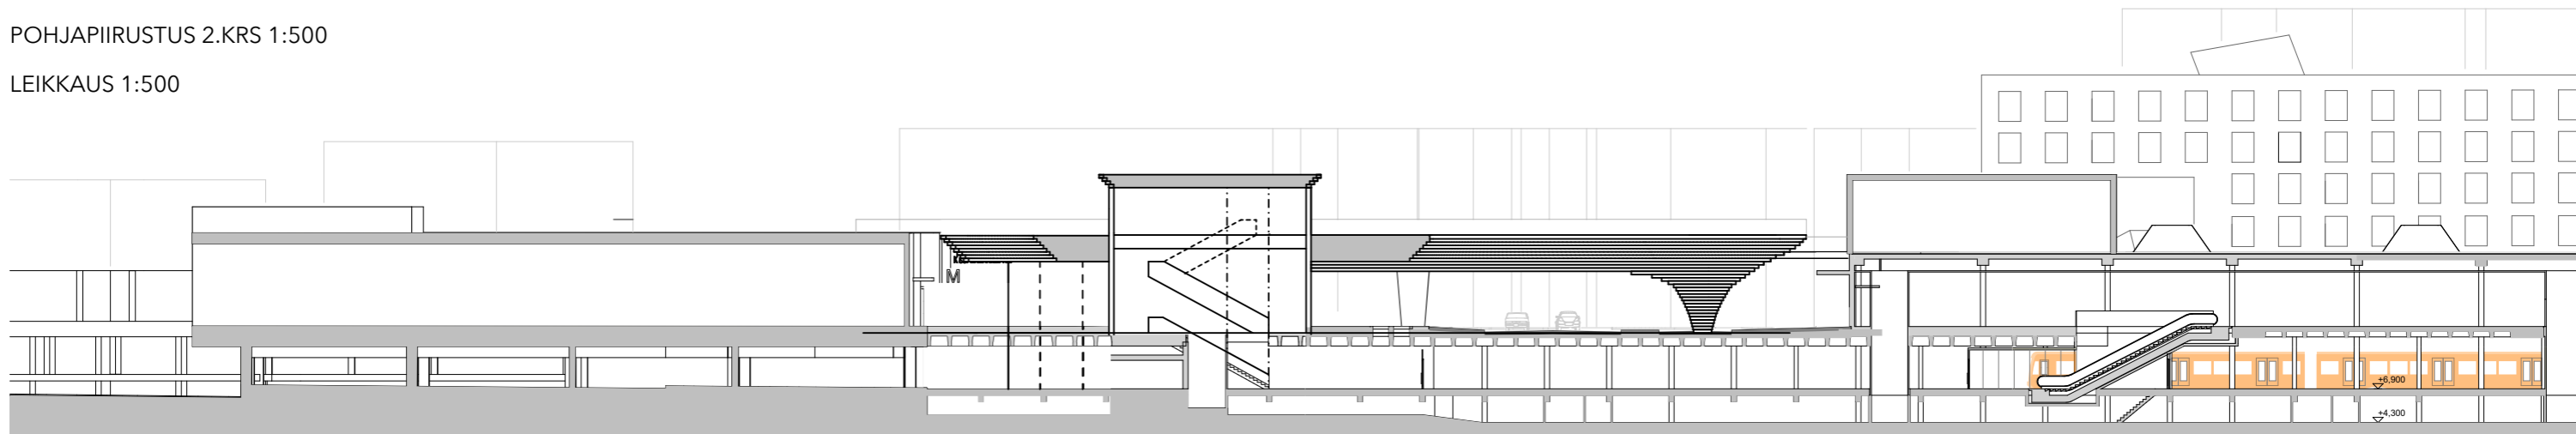 POHJAPIIRUSTUS 2.KRS 1:500
LEIKKAUS 1:500
M
+6,900
+4,300